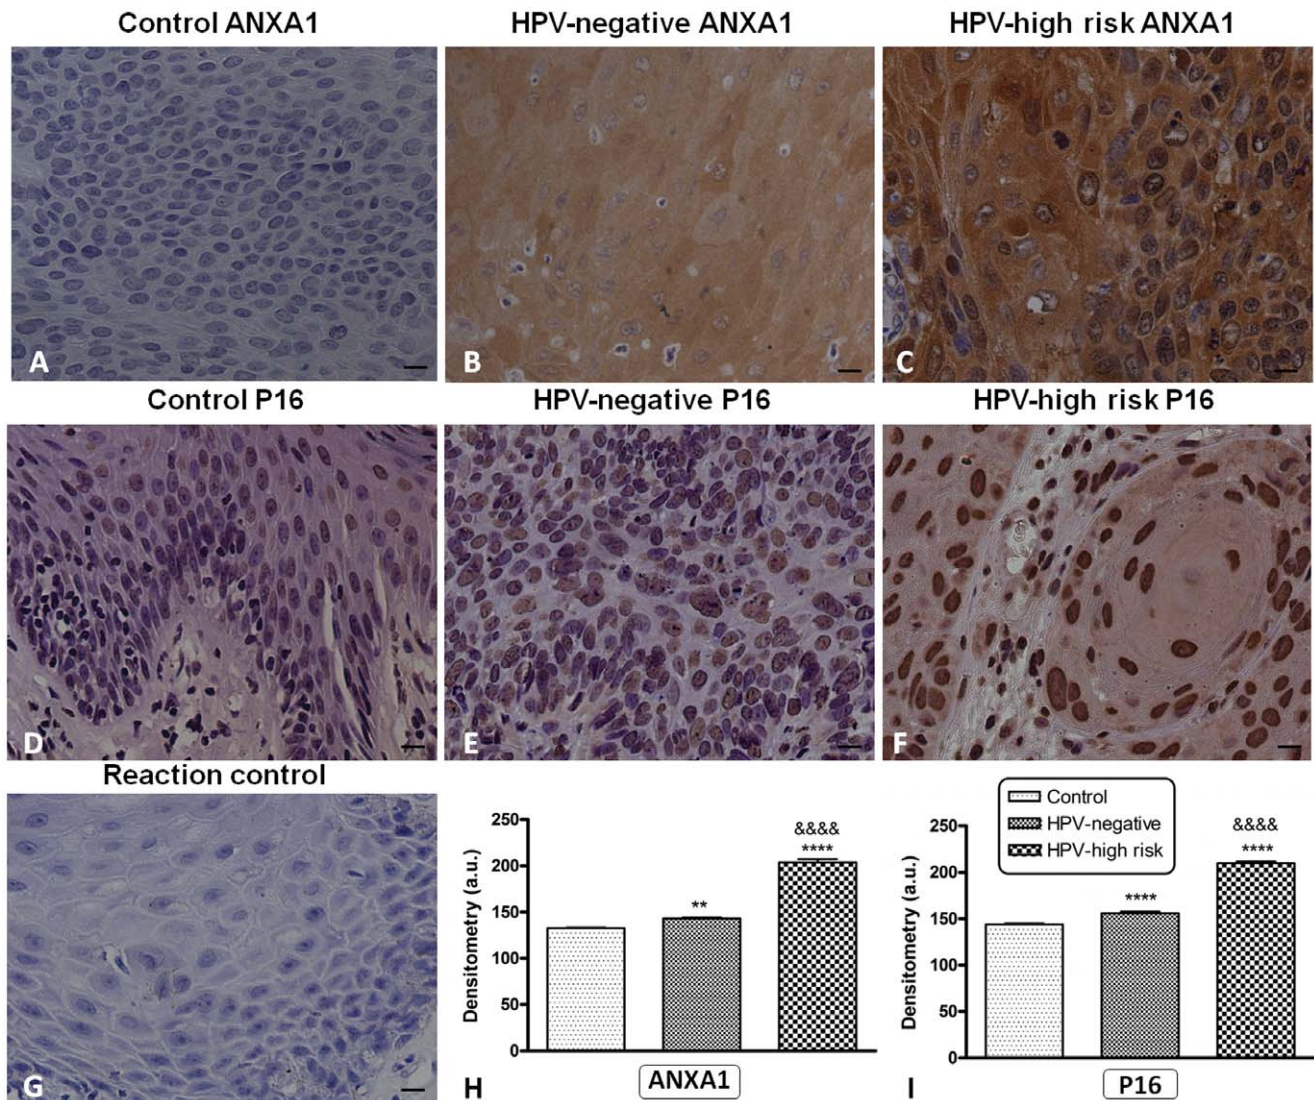 Control ANXA1
HPV-negative ANXA1
HPV-high risk ANXA1
A
B
C
Control P16
HPV-negative P16
HPV-high risk P16
D
E
F
Reaction control
G
Densitometry (a.u.)
250
200
150
100
50
0
**
&&&&
****
H
ANXA1
Control
HPV-negative
HPV-high risk
Densitometry (a.u.)
250
200
150
100
50
0
****
&&&&
****
I
P16